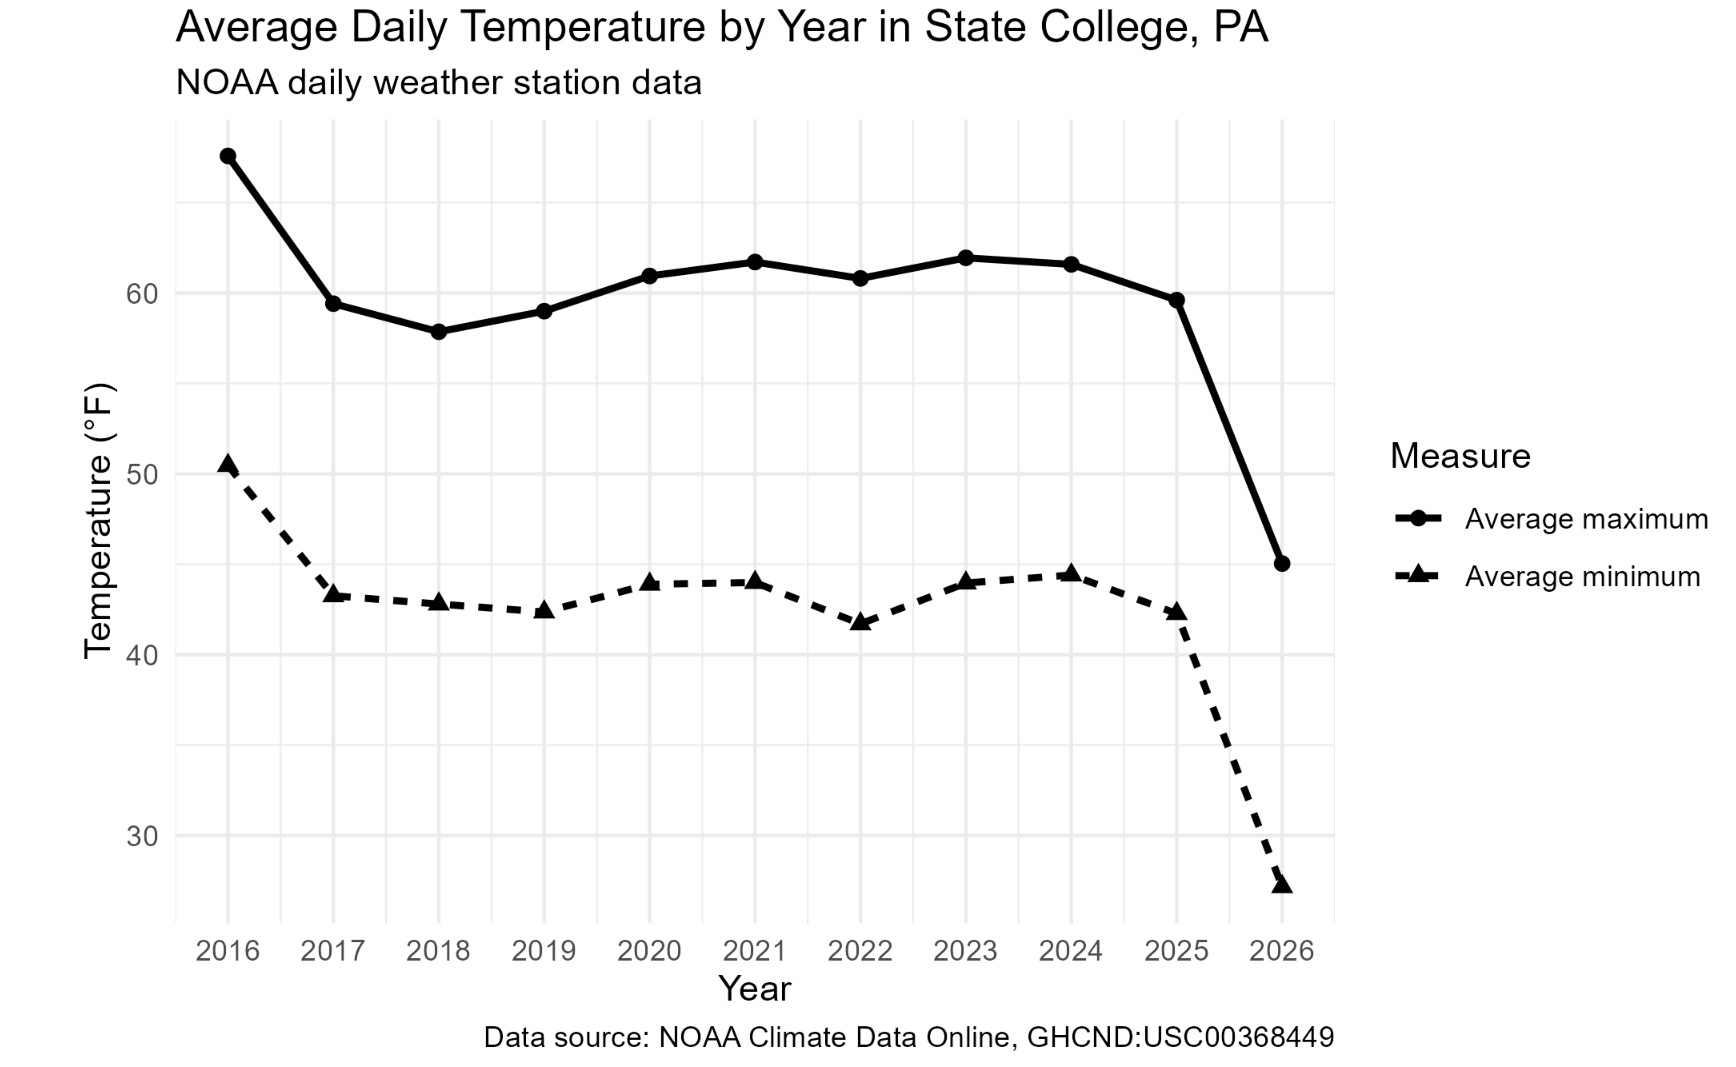 Average Daily Temperature by Year in State College, PA
NOAA daily weather station data
Temperature (°F)
60
50
40
30
2016 2017 2018 2019 2020 2021 2022 2023 2024 2025 2026
Year
Measure
Average maximum
Average minimum
Data source: NOAA Climate Data Online, GHCND:USC00368449